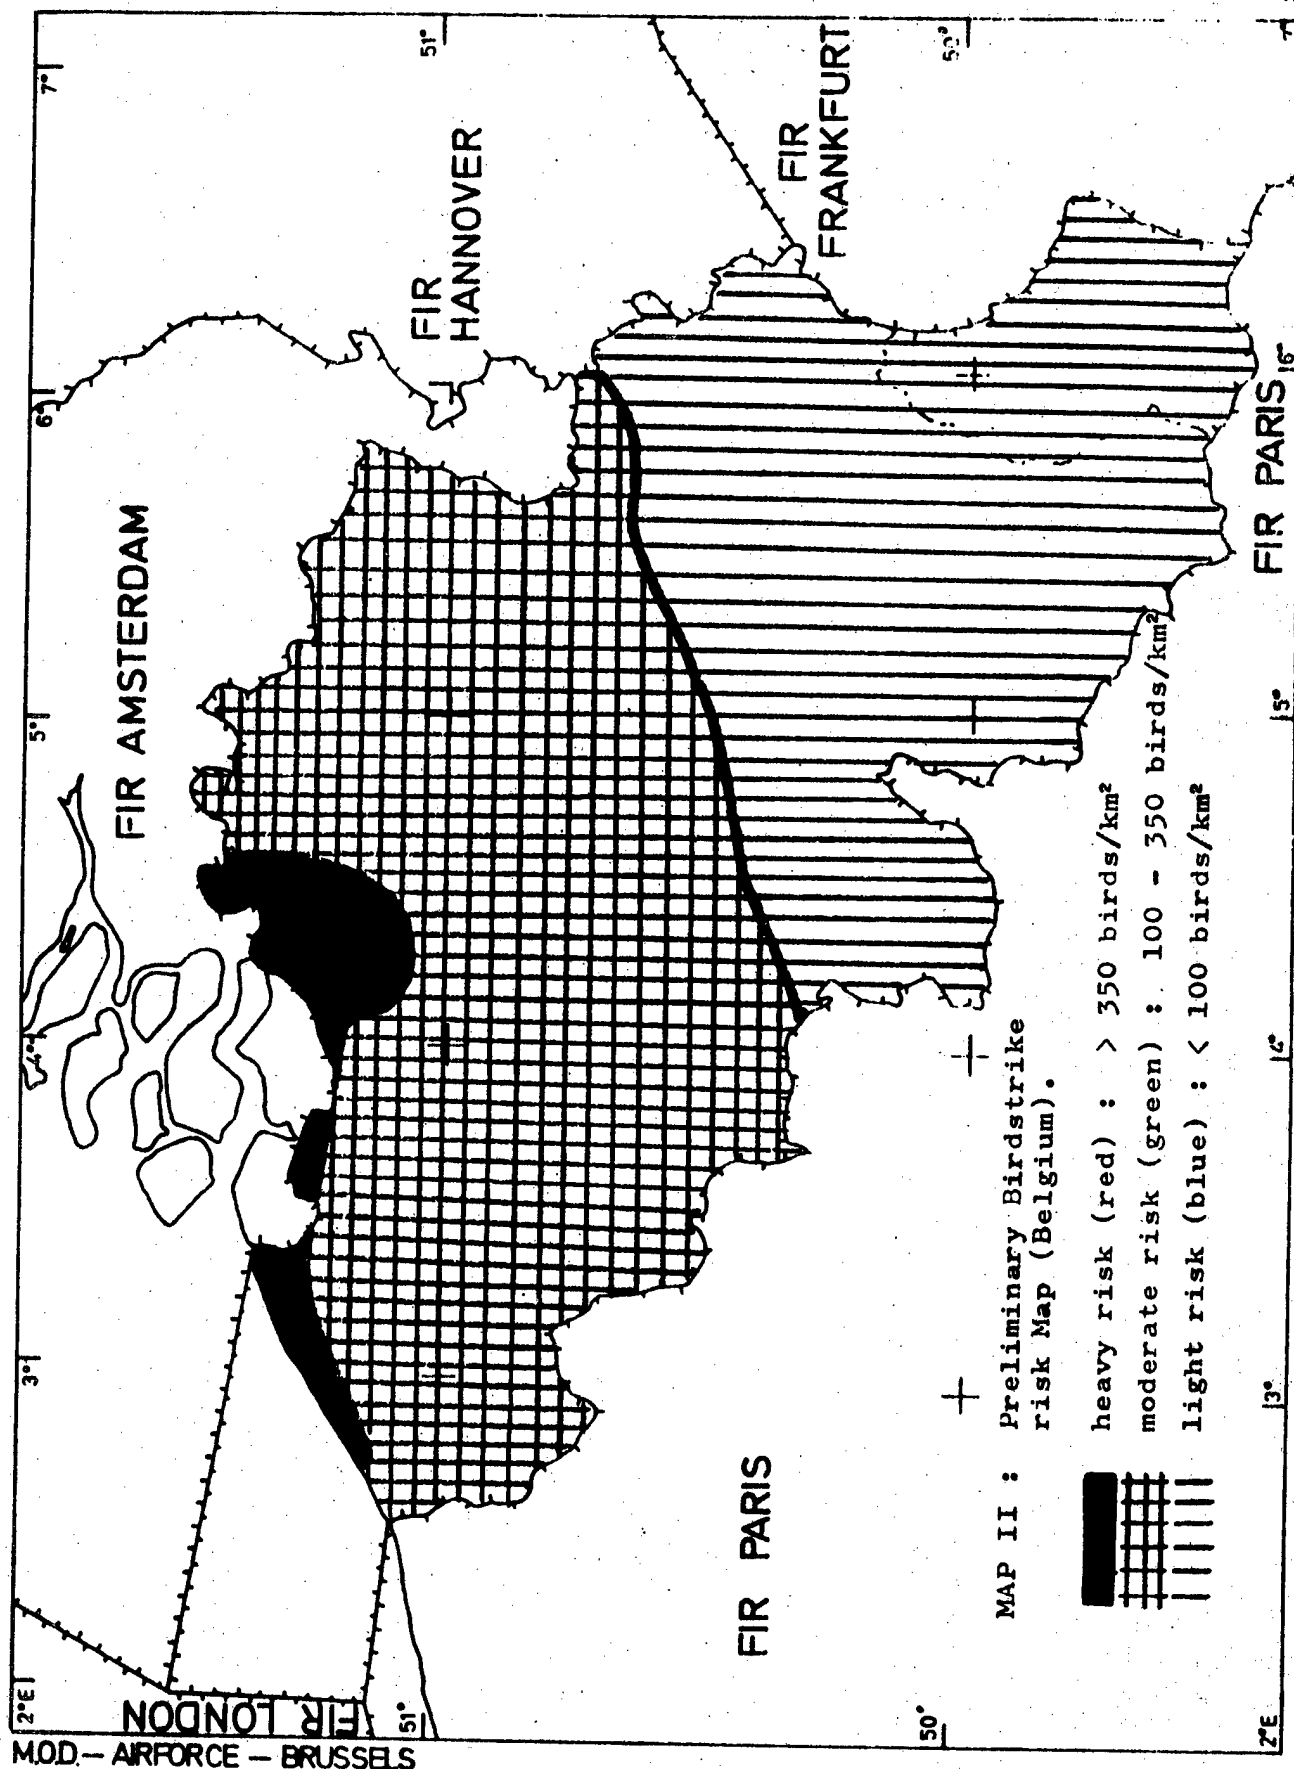 2°E
3°
4°
5°
6°
7°
FIR LONDON
FIR AMSTERDAM
FIR
HANNOVER
FIR
FRANKFURT
FIR PARIS
FIR PARIS
51°
51°
50°
50°
MAP II : Preliminary Birdstrike
risk Map (Belgium).
heavy risk (red) : > 350 birds/km²
moderate risk (green) : 100 - 350 birds/km²
light risk (blue) : < 100 birds/km²
2°E
3°
4°
5°
6°
7°
M.O.D. — AIRFORCE — BRUSSELS